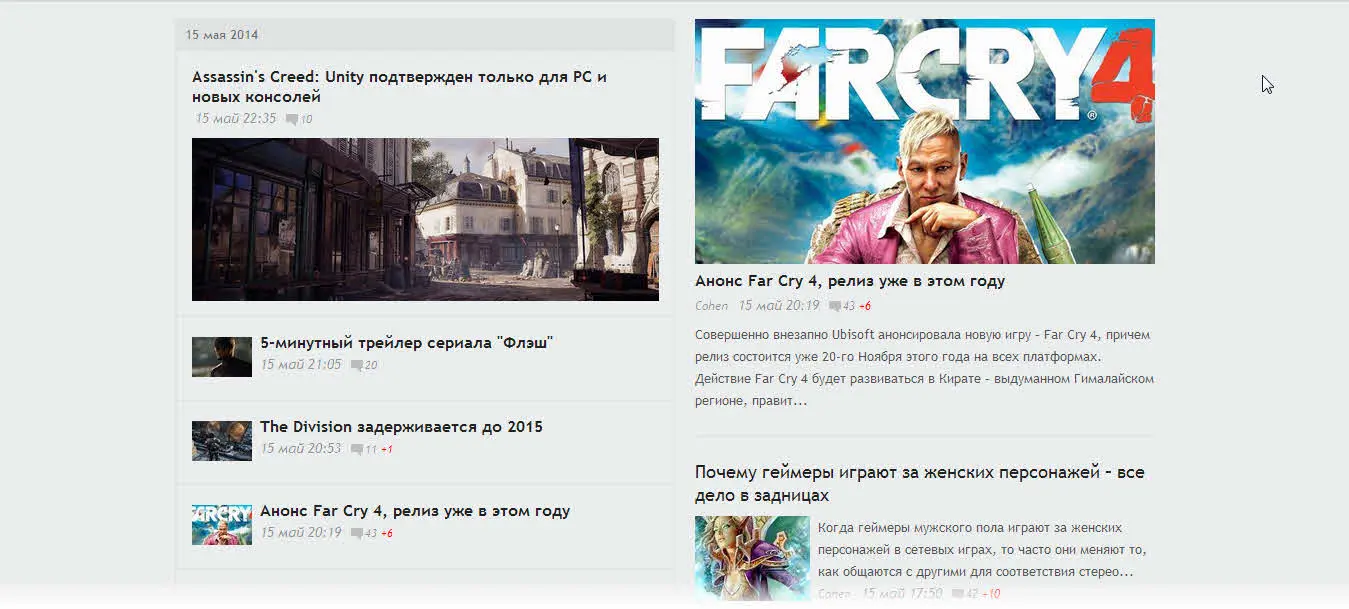 15 мая 2014
Assassin's Creed: Unity подтвержден только для PC и
новых консолей
15 май 22:35 10
5-минутный трейлер сериала "Флэш"
15 май 21:05 20
The Division задерживается до 2015
15 май 20:53 11 +1
FARCRY
Анонс Far Cry 4, релиз уже в этом году
15 май 20:19 43 +6
FARCRY4
®
Анонс Far Cry 4, релиз уже в этом году
Cohen 15 май 20:19 43 +6
Совершенно внезапно Ubisoft анонсировала новую игру – Far Cry 4, причем
релиз состоится уже 20-го Ноября этого года на всех платформах.
Действие Far Cry 4 будет развиваться в Кирате – выдуманном Гималайском
регионе, правит...
Почему геймеры играют за женских персонажей – все
дело в задницах
Когда геймеры мужского пола играют за женских
персонажей в сетевых играх, то часто они меняют то,
как общаются с другими для соответствия стерео...
Cohen 15 май 17:50 42 +10